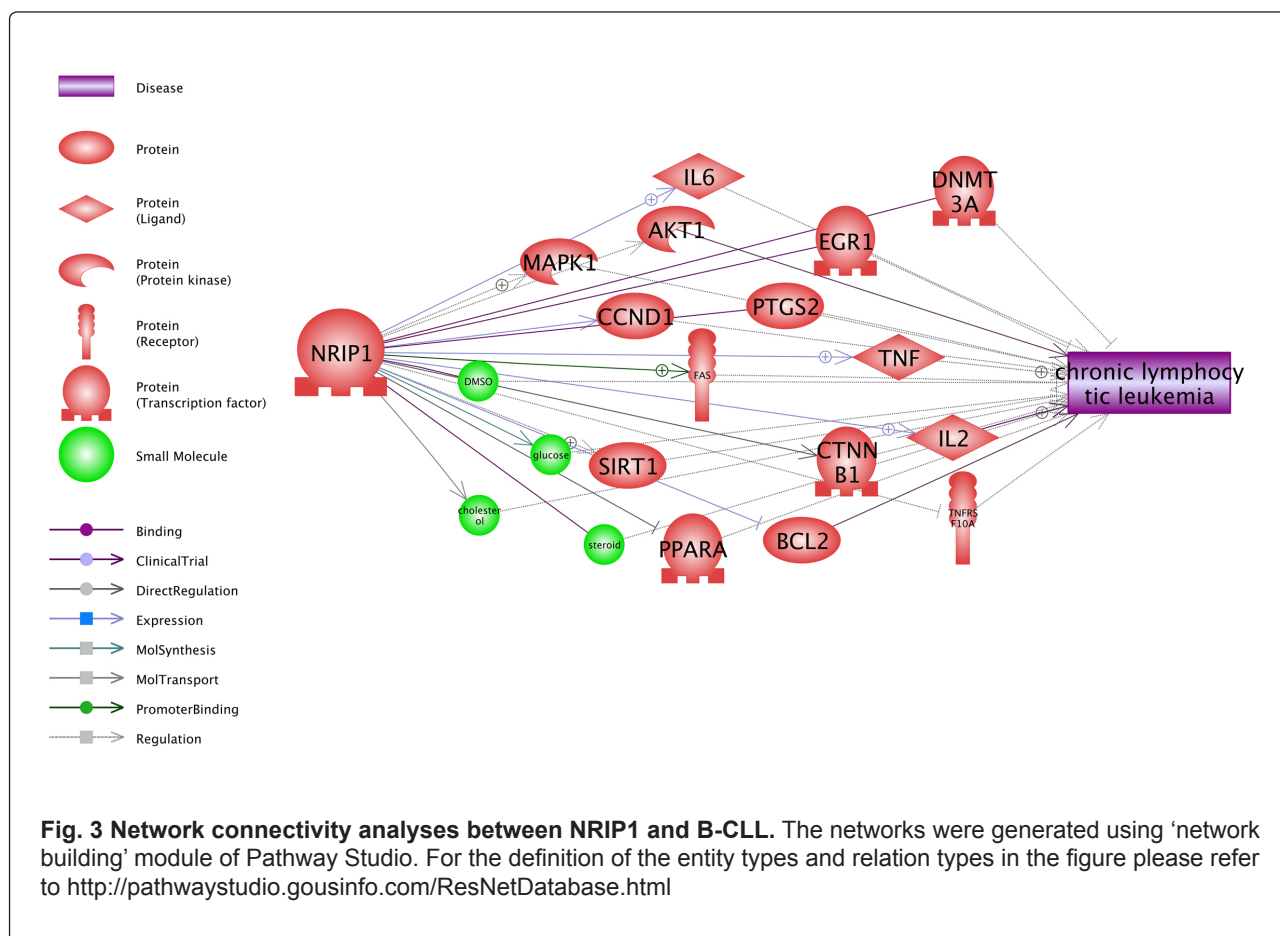 Disease
Protein
Protein
(Ligand)
Protein
(Protein kinase)
Protein
(Receptor)
Protein
(Transcription factor)
Small Molecule
Binding
ClinicalTrial
DirectRegulation
Expression
MolSynthesis
MolTransport
PromoterBinding
Regulation
IL6
DNMT
3A
AKT1
EGR1
MAPK1
PTGS2
CCND1
NRIP1
TNF
FAS
DMSO
chronic lymphocy
tic leukemia
IL2
glucose
SIRT1
CTNN
B1
cholester
ol
TNFRS
F10A
steroid
PPARA
BCL2
Fig. 3 Network connectivity analyses between NRIP1 and B-CLL. The networks were generated using ‘network
building’ module of Pathway Studio. For the definition of the entity types and relation types in the figure please refer
to http://pathwaystudio.gousinfo.com/ResNetDatabase.html